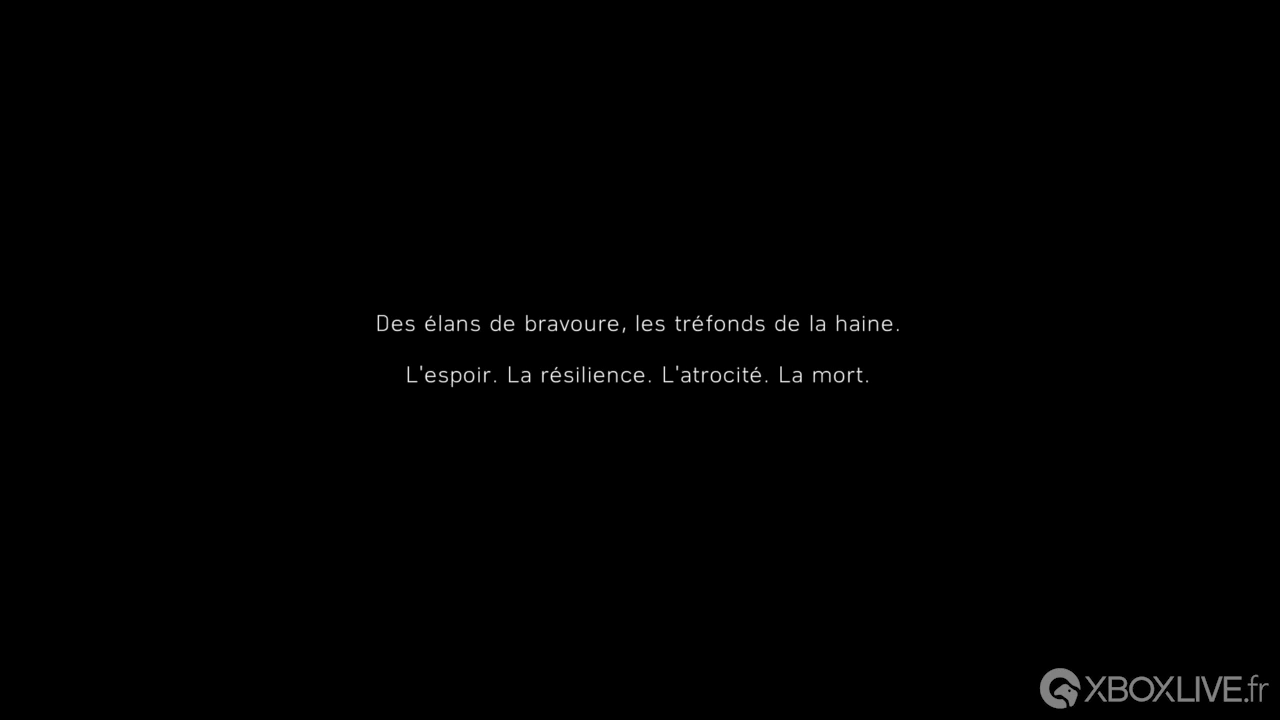 Des élans de bravoure, les tréfonds de la haine.
L'espoir. La résilience. L'atrocité. La mort.
XBOXLIVE.fr